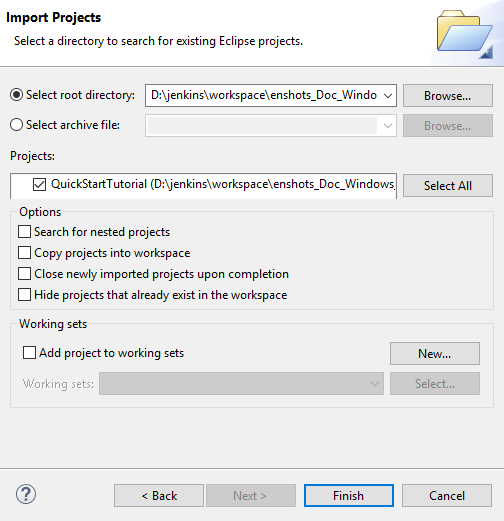 Import Projects
Select a directory to search for existing Eclipse projects.
Select root directory: D:\jenkins\workspace\enshots_Doc_Windo Browse...
Select archive file: Browse...
Projects:
QuickStartTutorial (D:\jenkins\workspace\enshots_Doc_Windows_ Select All
Options
Search for nested projects
Copy projects into workspace
Close newly imported projects upon completion
Hide projects that already exist in the workspace
Working sets
Add project to working sets New...
Working sets: Select...
? < Back Next > Finish Cancel